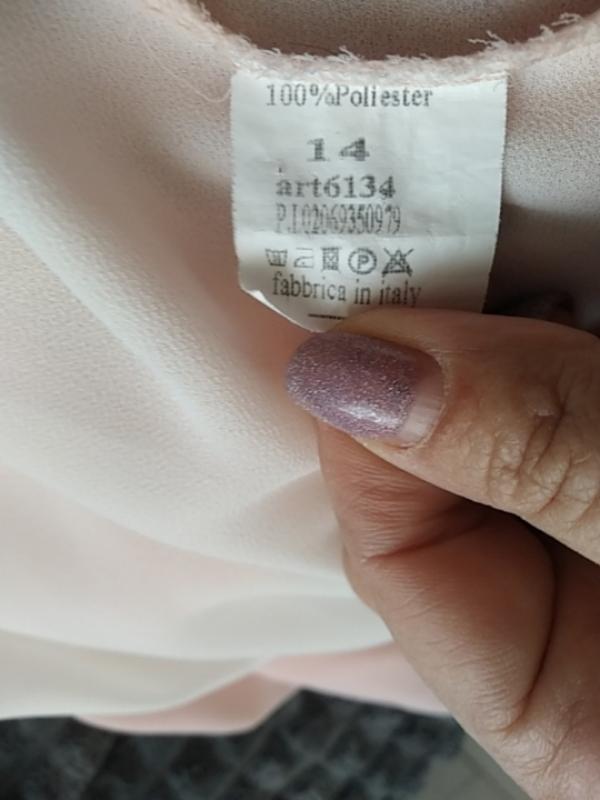 100%Poliester
14
art6134
P.I.02069350979
P
fabbrica in italy